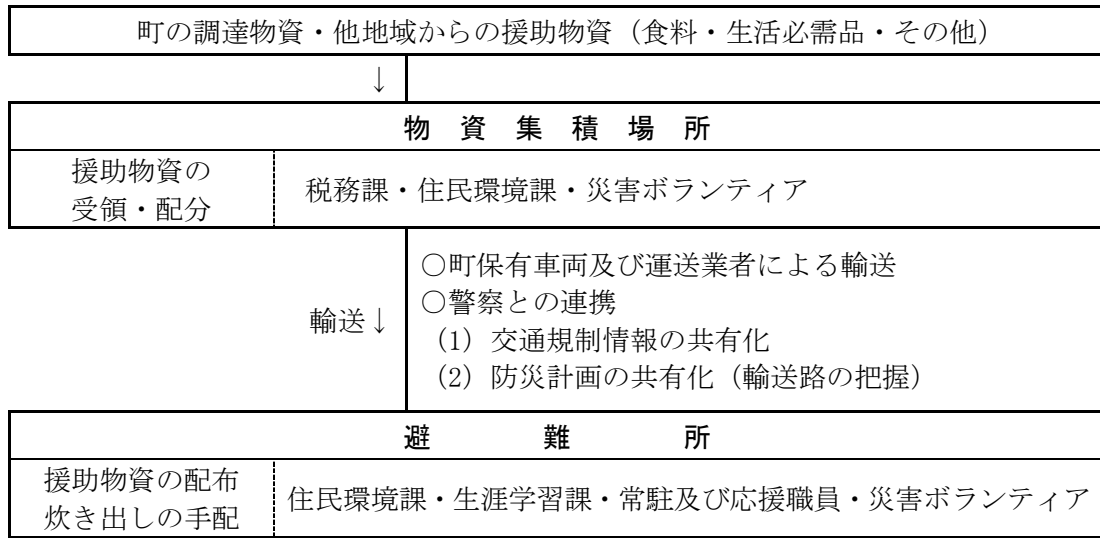 町の調達物資・他地域からの援助物資（食料・生活必需品・その他）
↓
物資集積場所
援助物資の
受領・配分
税務課・住民環境課・災害ボランティア
輸送↓
○町保有車両及び運送業者による輸送
○警察との連携
(1) 交通規制情報の共有化
(2) 防災計画の共有化（輸送路の把握）
避難所
援助物資の配布
炊き出しの手配
住民環境課・生涯学習課・常駐及び応援職員・災害ボランティア